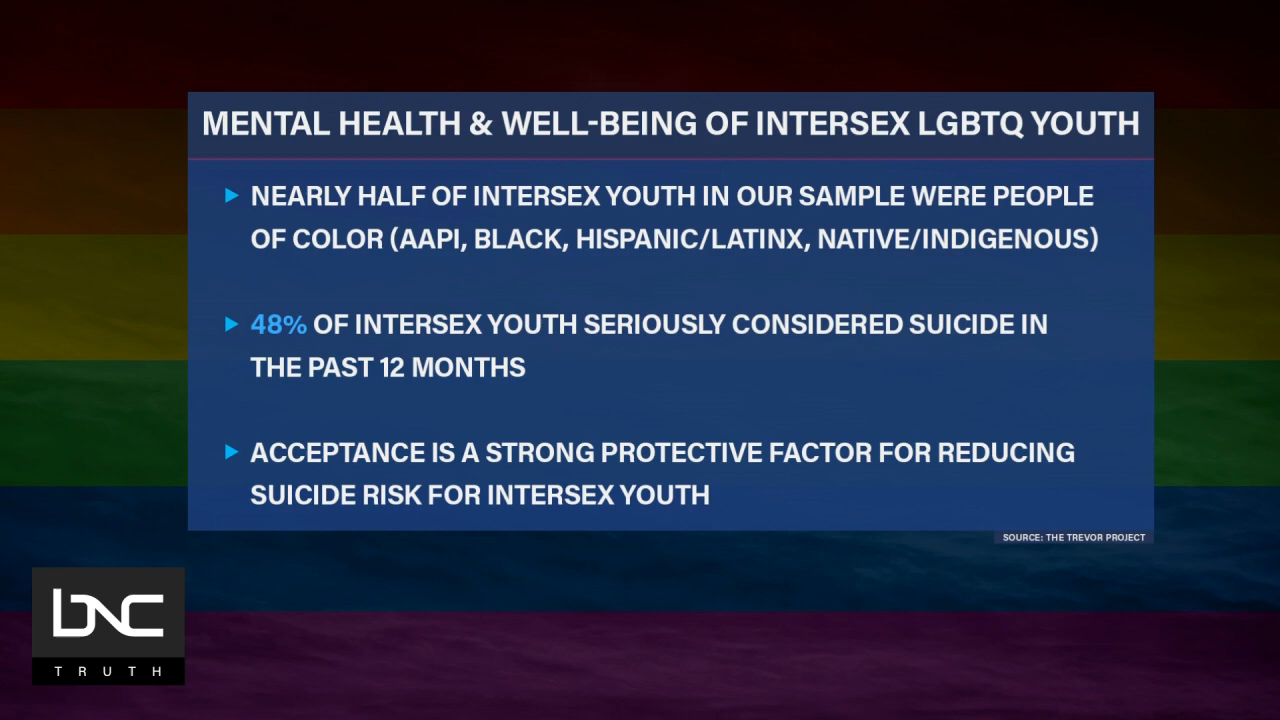 MENTAL HEALTH & WELL-BEING OF INTERSEX LGBTQ YOUTH
NEARLY HALF OF INTERSEX YOUTH IN OUR SAMPLE WERE PEOPLE
OF COLOR (AAPI, BLACK, HISPANIC/LATINX, NATIVE/INDIGENOUS)
48% OF INTERSEX YOUTH SERIOUSLY CONSIDERED SUICIDE IN
THE PAST 12 MONTHS
ACCEPTANCE IS A STRONG PROTECTIVE FACTOR FOR REDUCING
SUICIDE RISK FOR INTERSEX YOUTH
SOURCE: THE TREVOR PROJECT
bNC
TRUTH